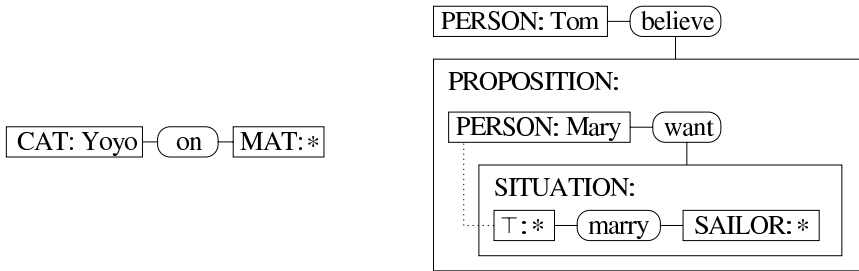 PERSON: Tom believe
PROPOSITION:
CAT: Yoyo on MAT: *
PERSON: Mary want
SITUATION:
⊤: * marry SAILOR: *